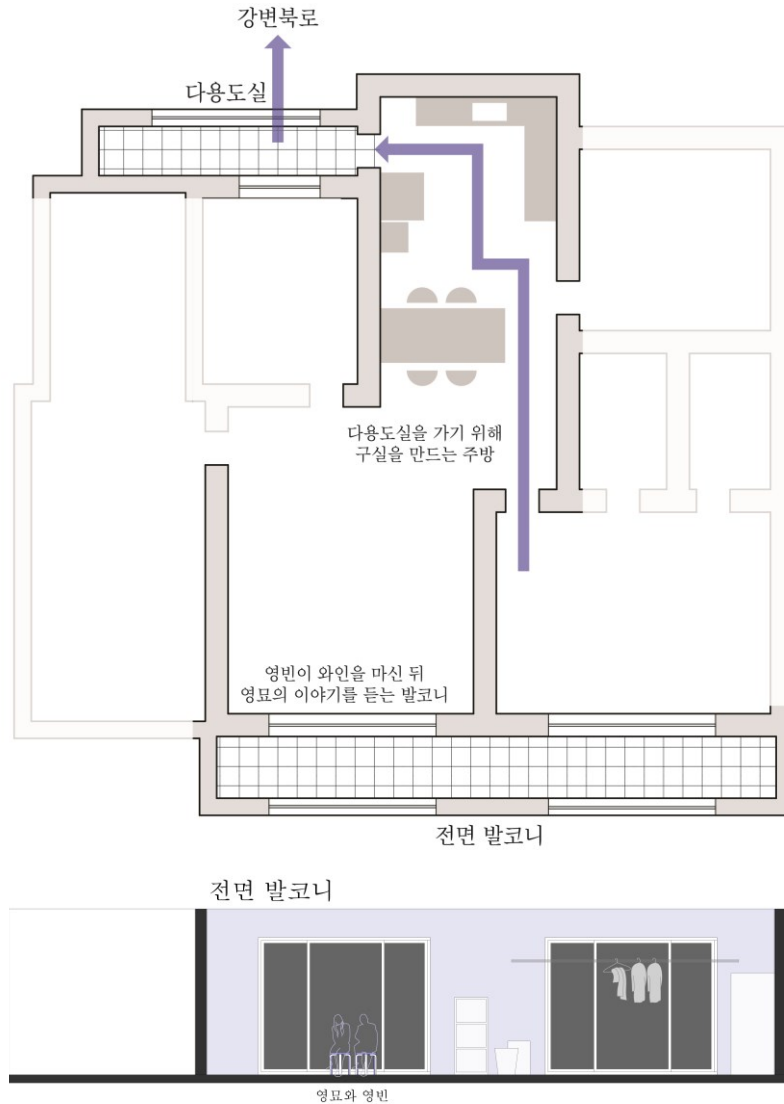 강변북로
다용도실
다용도실을 가기 위해
구실을 만드는 주방
영빈이 와인을 마신 뒤
영묘의 이야기를 듣는 발코니
전면 발코니
전면 발코니
영묘와 영빈